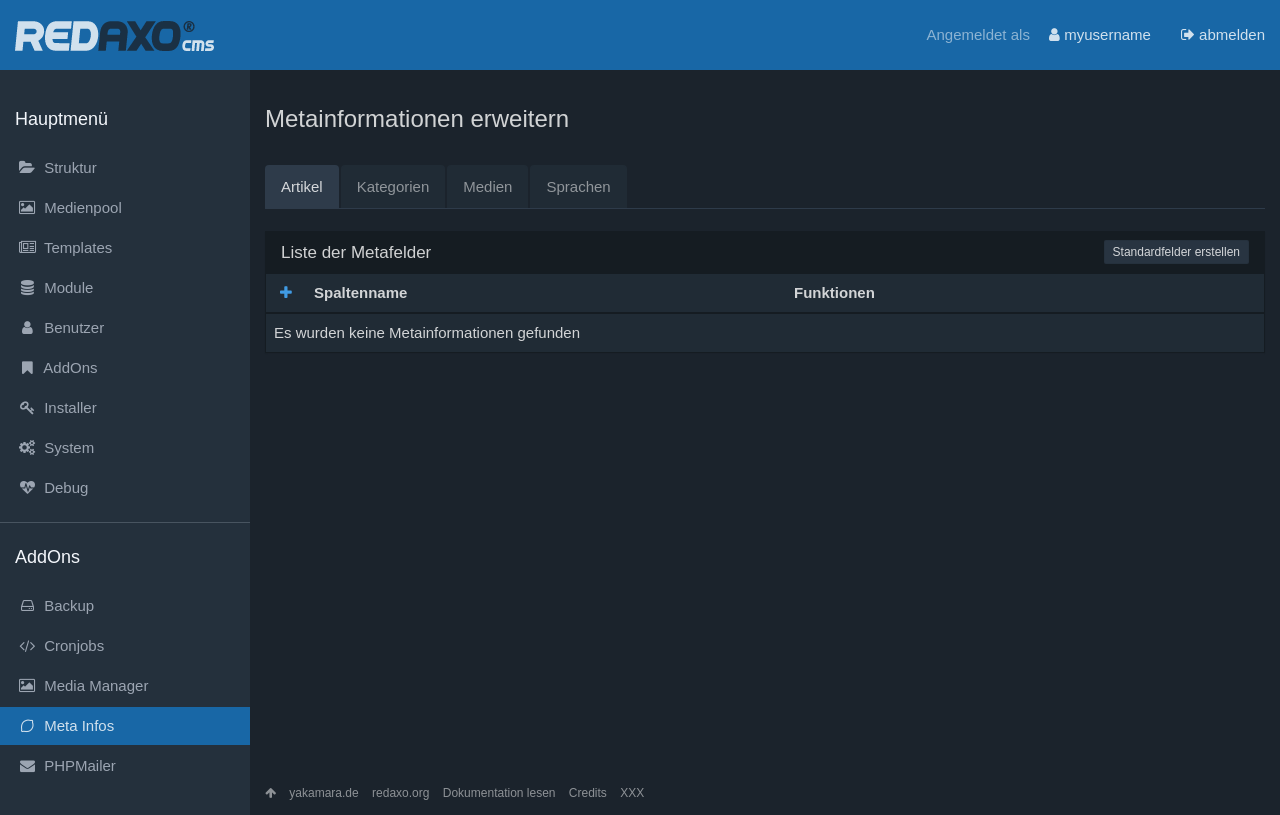 REDAXO® cms
Angemeldet als myusername abmelden
Hauptmenü
Struktur
Medienpool
Templates
Module
Benutzer
AddOns
Installer
System
Debug
AddOns
Backup
Cronjobs
Media Manager
Meta Infos
PHPMailer
Metainformationen erweitern
Artikel Kategorien Medien Sprachen
Liste der Metafelder Standardfelder erstellen
Spaltenname Funktionen
Es wurden keine Metainformationen gefunden
yakamara.de redaxo.org Dokumentation lesen Credits XXX